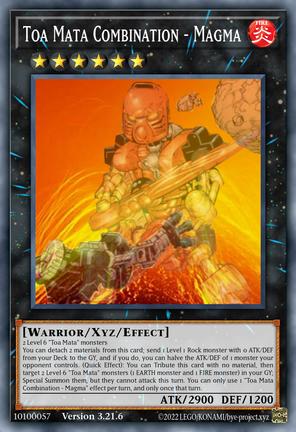 Toa Mata Combination - Magma
FIRE
炎
[Warrior/Xyz/Effect]
2 Level 6 "Toa Mata" monsters
You can detach 2 materials from this card; send 1 Level 1 Rock monster with 0 ATK/DEF
from your Deck to the GY, and if you do, you can halve the ATK/DEF of 1 monster your
opponent controls. (Quick Effect): You can Tribute this card with no material, then
target 2 Level 6 "Toa Mata" monsters (1 EARTH monster and 1 FIRE monster) in your GY;
Special Summon them, but they cannot attack this turn. You can only use 1 "Toa Mata
Combination - Magma" effect per turn, and only once that turn.
ATK/2900 DEF/1200
10100057 Version 3.21.6 ©2022 LEGO/KONAMI/bye-project.xyz